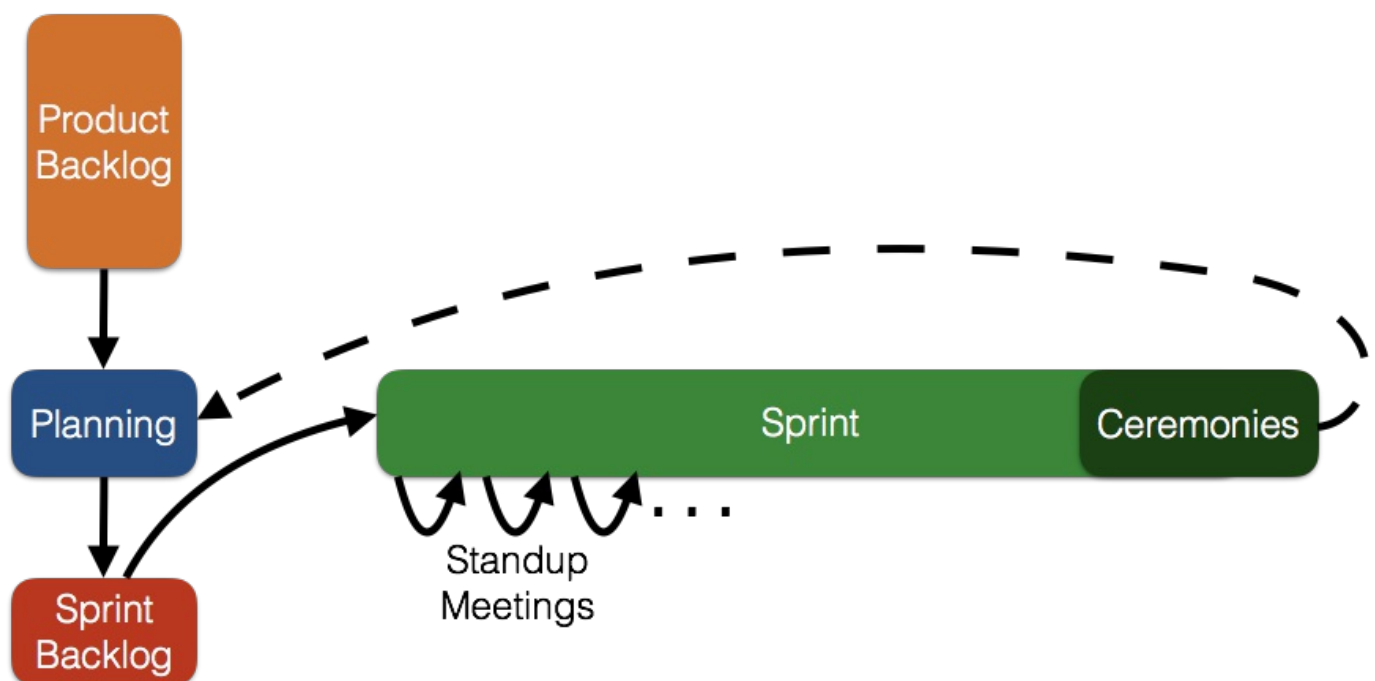 Product
Backlog
Planning
Sprint
Ceremonies
. . .
Standup
Meetings
Sprint
Backlog